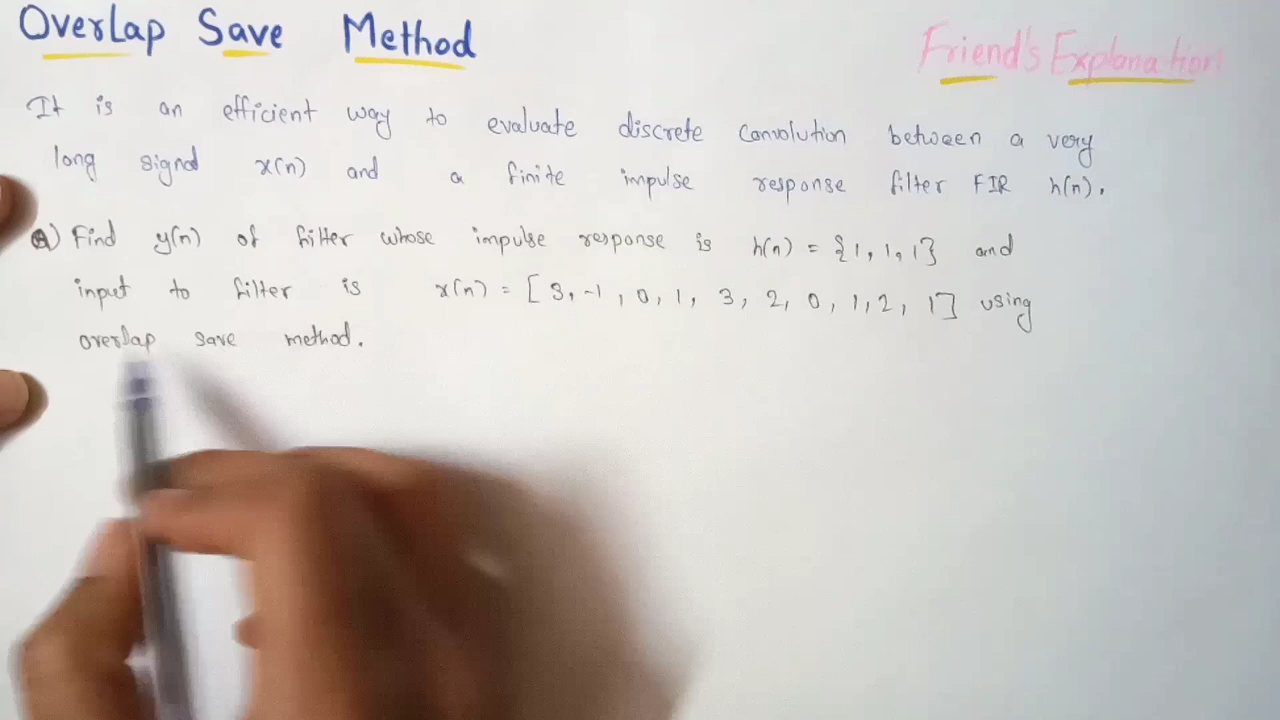 Overlap Save Method
Friend's Explanation
It is an efficient way to evaluate discrete convolution between a very
long signal x(n) and a finite impulse response filter FIR h(n).
Q) Find y(n) of filter whose impulse response is h(n) = {1, 1, 1} and
input to filter is x(n) = [3, -1, 0, 1, 3, 2, 0, 1, 2, 1] using
overlap save method.